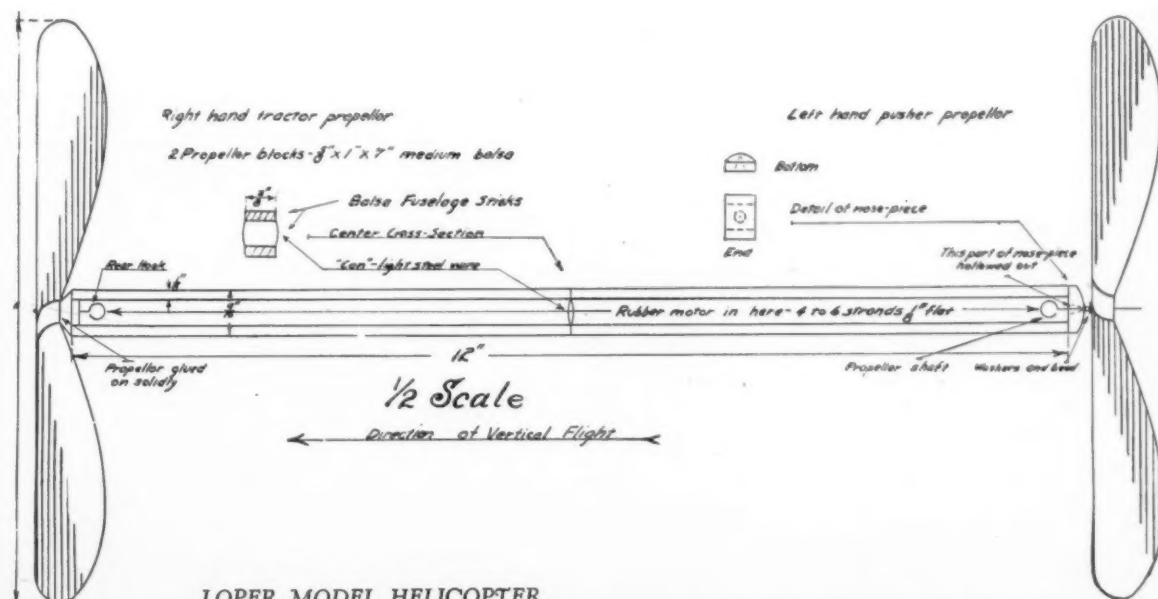 Right hand tractor propeller
2 Propeller blocks - 5/8" x 1" x 7" medium balsa
Left hand pusher propeller
Bottom
Balsa Fuselage Sticks
Detail of nose-piece
Center Cross-Section
End
"Can"-light steel wire
This part of nose-piece
hollowed out
Rear Hook
Rubber motor in here - 4 to 6 strands 1/8" flat
12"
Propeller glued
on solidly
Propeller shaft
Washers and bead
1/2 Scale
Direction of Vertical Flight
LOPER MODEL HELICOPTER